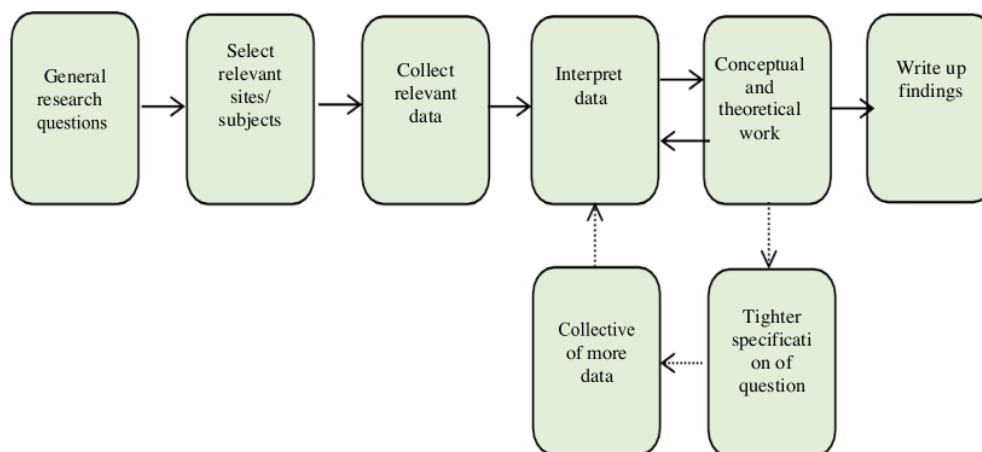 General
research
questions
Select
relevant
sites/
subjects
Collect
relevant
data
Interpret
data
Conceptual
and
theoretical
work
Write up
findings
Collective
of more
data
Tighter
specificati
on of
question